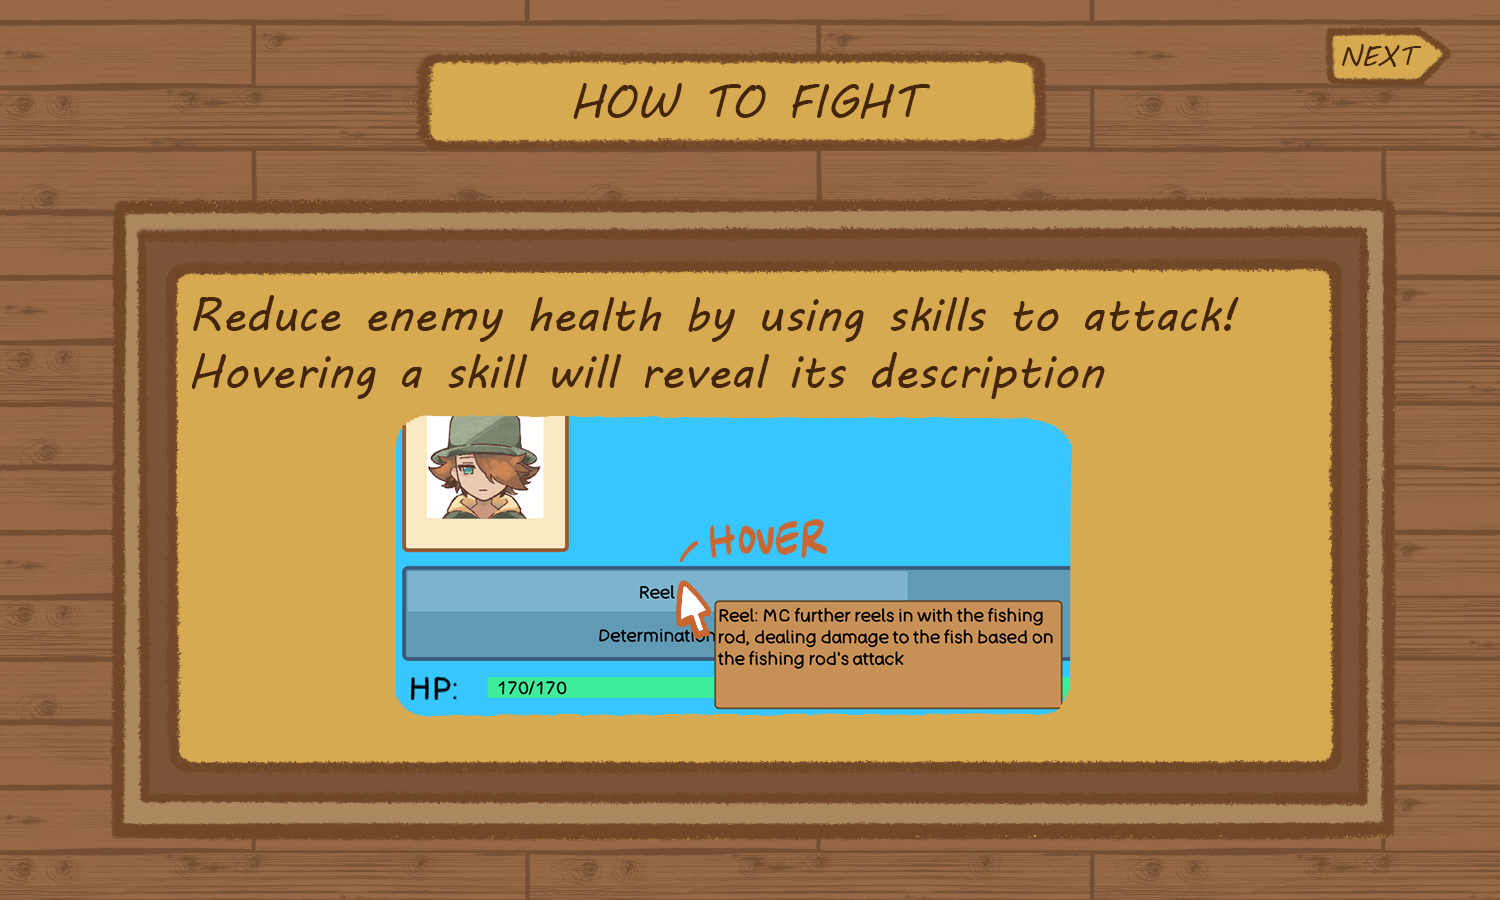 NEXT
HOW TO FIGHT
Reduce enemy health by using skills to attack!
Hovering a skill will reveal its description
HOVER
Reel
Reel: MC further reels in with the fishing
rod, dealing damage to the fish based on
the fishing rod's attack
Determination
HP: 170/170